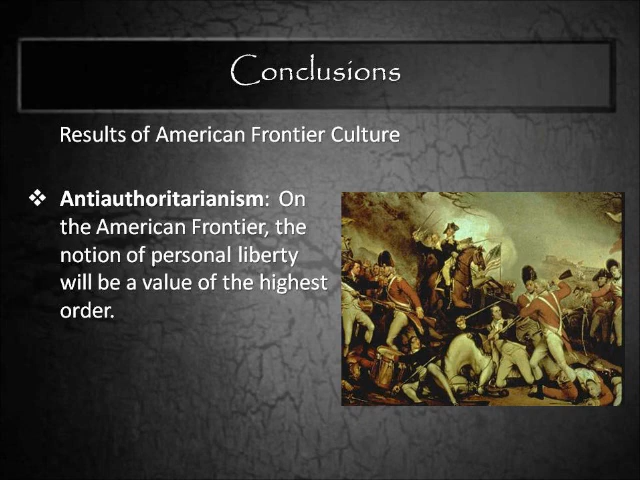 Conclusions
Results of American Frontier Culture
❖ Antiauthoritarianism: On
the American Frontier, the
notion of personal liberty
will be a value of the highest
order.